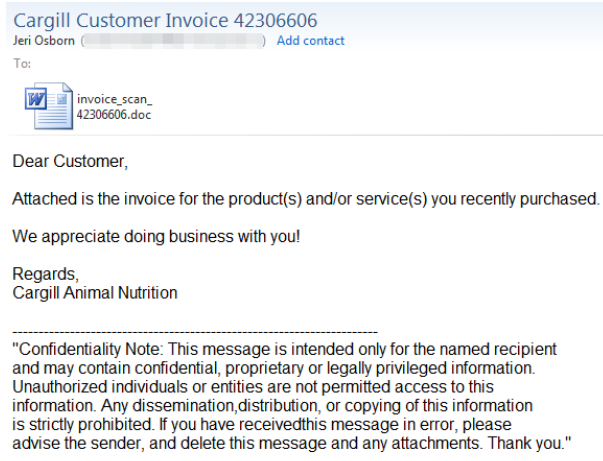 Cargill Customer Invoice 42306606
Jeri Osborn ( ) Add contact
To:
invoice_scan_
42306606.doc
Dear Customer,
Attached is the invoice for the product(s) and/or service(s) you recently purchased.
We appreciate doing business with you!
Regards,
Cargill Animal Nutrition
----------------------------------------------------------------------
"Confidentiality Note: This message is intended only for the named recipient
and may contain confidential, proprietary or legally privileged information.
Unauthorized individuals or entities are not permitted access to this
information. Any dissemination,distribution, or copying of this information
is strictly prohibited. If you have receivedthis message in error, please
advise the sender, and delete this message and any attachments. Thank you."